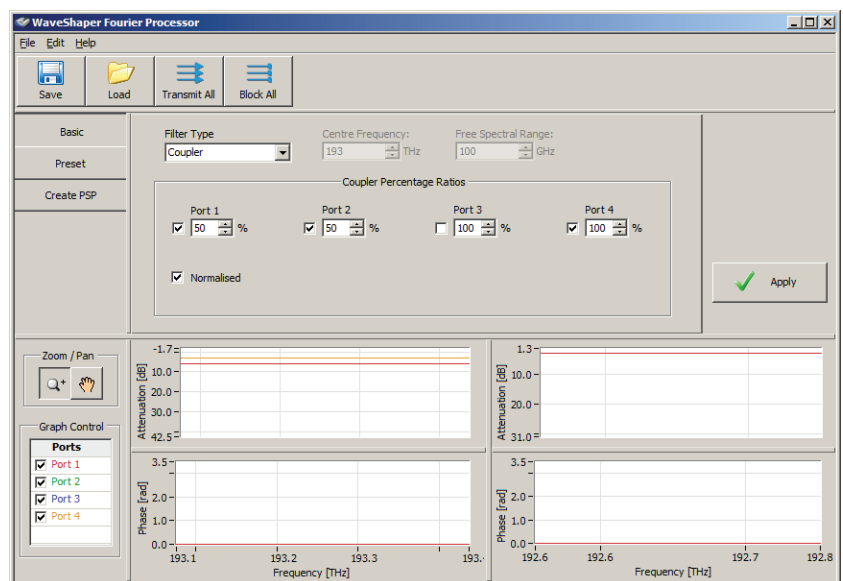 WaveShaper Fourier Processor
File Edit Help
Save Load Transmit All Block All
Basic
Preset
Create PSP
Filter Type
Coupler
Centre Frequency:
193 THz
Free Spectral Range:
100 GHz
Coupler Percentage Ratios
Port 1 Port 2 Port 3 Port 4
50 % 50 % 100 % 100 %
Normalised
Apply
Zoom / Pan
Graph Control
Ports
Port 1
Port 2
Port 3
Port 4
Attenuation [dB]
-1.7
10.0
20.0
30.0
42.5
Phase [rad]
3.5
2.0
1.0
0.0
193.1 193.2 193.3 193.
Frequency [THz]
Attenuation [dB]
1.3
10.0
20.0
31.0
Phase [rad]
3.5
2.0
1.0
0.0
192.6 192.6 192.7 192.8
Frequency [THz]